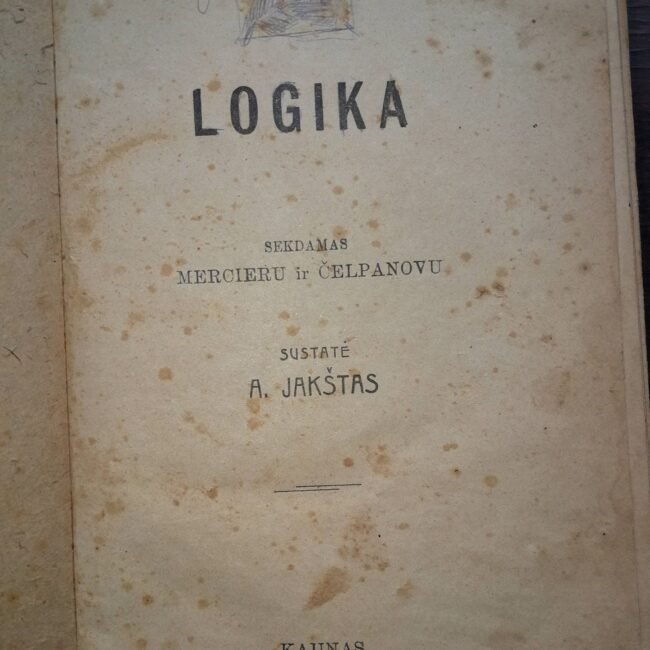 LOGIKA
SEKDAMAS
MERCIERU ir ČELPANOVU
SUSTATĖ
A. JAKŠTAS
KAUNAS